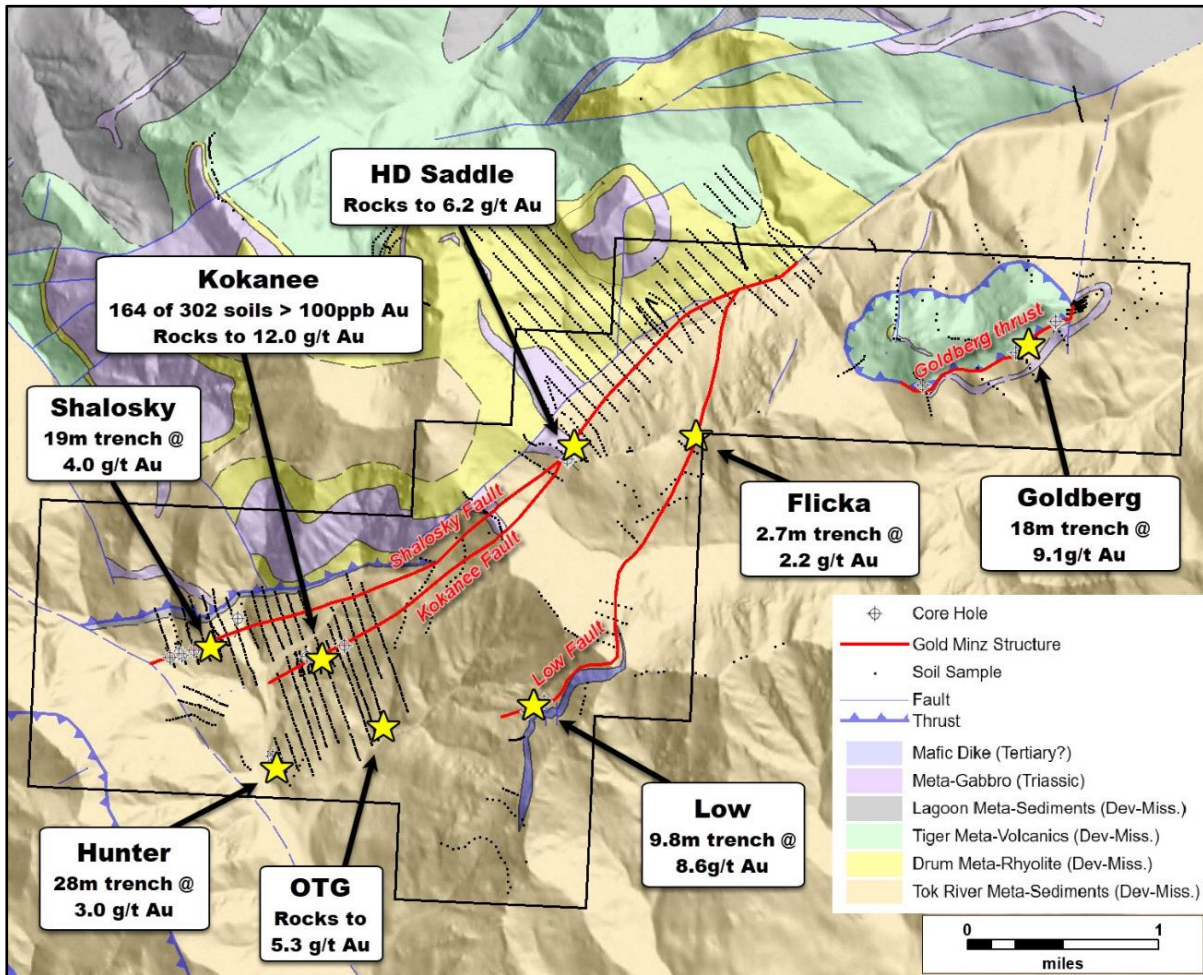 HD Saddle
Rocks to 6.2 g/t Au
Kokanee
164 of 302 soils > 100ppb Au
Rocks to 12.0 g/t Au
Shalosky
19m trench @
4.0 g/t Au
Goldberg thrust
Shalosky Fault
Kokanee Fault
Flicka
2.7m trench @
2.2 g/t Au
Goldberg
18m trench @
9.1g/t Au
Low Fault
Hunter
28m trench @
3.0 g/t Au
OTG
Rocks to
5.3 g/t Au
Low
9.8m trench @
8.6g/t Au
Core Hole
Gold Minz Structure
Soil Sample
Fault
Thrust
Mafic Dike (Tertiary?)
Meta-Gabbro (Triassic)
Lagoon Meta-Sediments (Dev-Miss.)
Tiger Meta-Volcanics (Dev-Miss.)
Drum Meta-Rhyolite (Dev-Miss.)
Tok River Meta-Sediments (Dev-Miss.)
0 1
miles